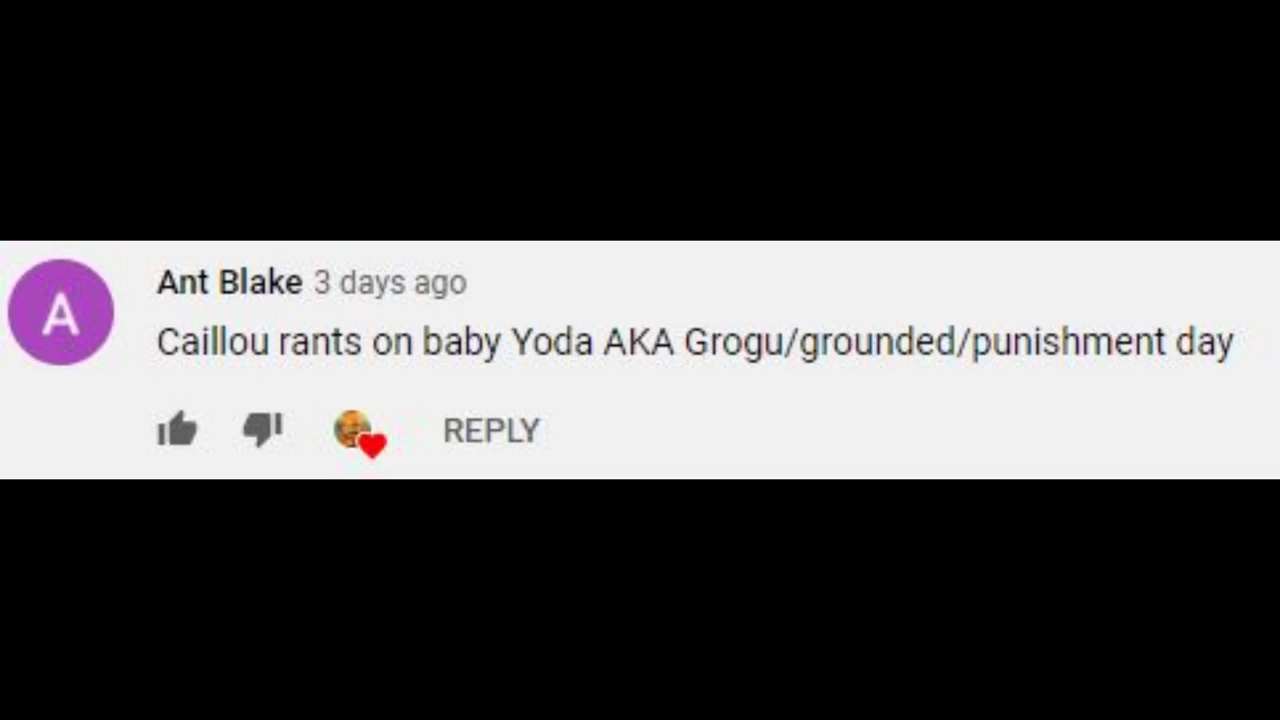 A
Ant Blake 3 days ago
Caillou rants on baby Yoda AKA Grogu/grounded/punishment day
REPLY